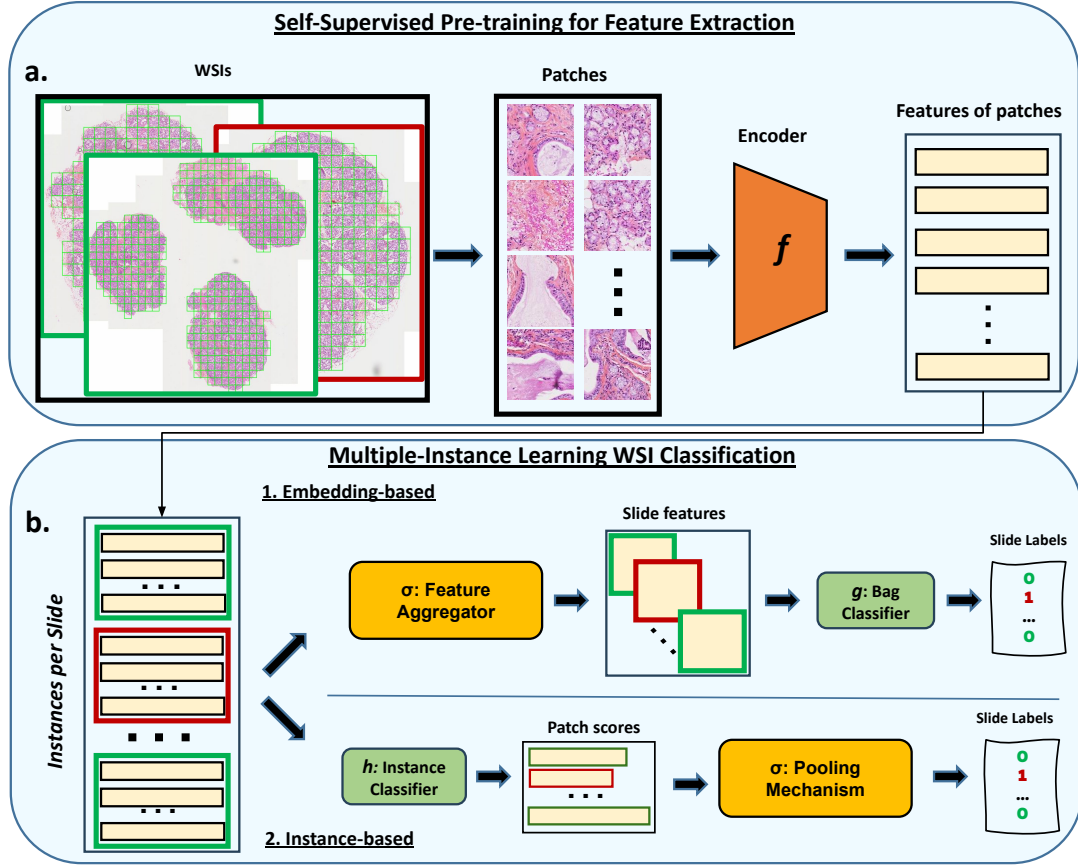 Self-Supervised Pre-training for Feature Extraction
a.
WSIs
Patches
Encoder
Features of patches
f
Multiple-Instance Learning WSI Classification
b.
1. Embedding-based
Instances per Slide
σ: Feature
Aggregator
Slide features
g: Bag
Classifier
Slide Labels
0
1
...
0
h: Instance
Classifier
Patch scores
σ: Pooling
Mechanism
Slide Labels
0
1
...
0
2. Instance-based